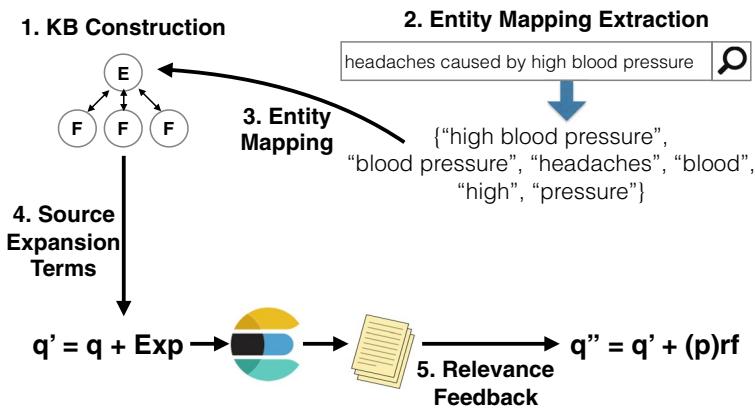 1. KB Construction
E
F F F
2. Entity Mapping Extraction
headaches caused by high blood pressure
{“high blood pressure”,
“blood pressure”, “headaches”, “blood”,
“high”, “pressure”}
3. Entity
Mapping
4. Source
Expansion
Terms
q’ = q + Exp
5. Relevance
Feedback
q’’ = q’ + (p)rf